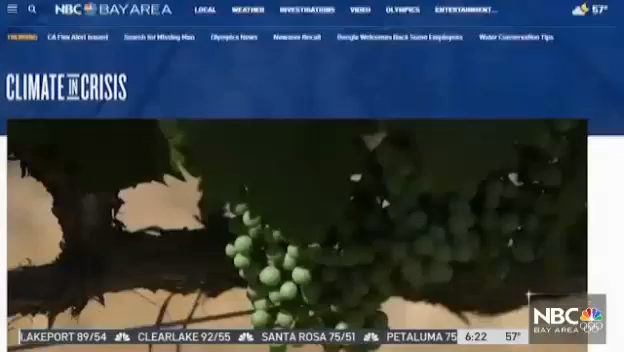 NBC BAY AREA LOCAL WEATHER INVESTIGATIONS VIDEO OLYMPICS ENTERTAINMENT... 57°
TRENDING CA Flex Alert Issued Search for Missing Man Olympics News Newsom Recall Google Welcomes Back Some Employees Water Conservation Tips
CLIMATE IN CRISIS
NBC
BAY AREA
LAKEPORT 89/54 CLEARLAKE 92/55 SANTA ROSA 75/51 PETALUMA 75 6:22 57°